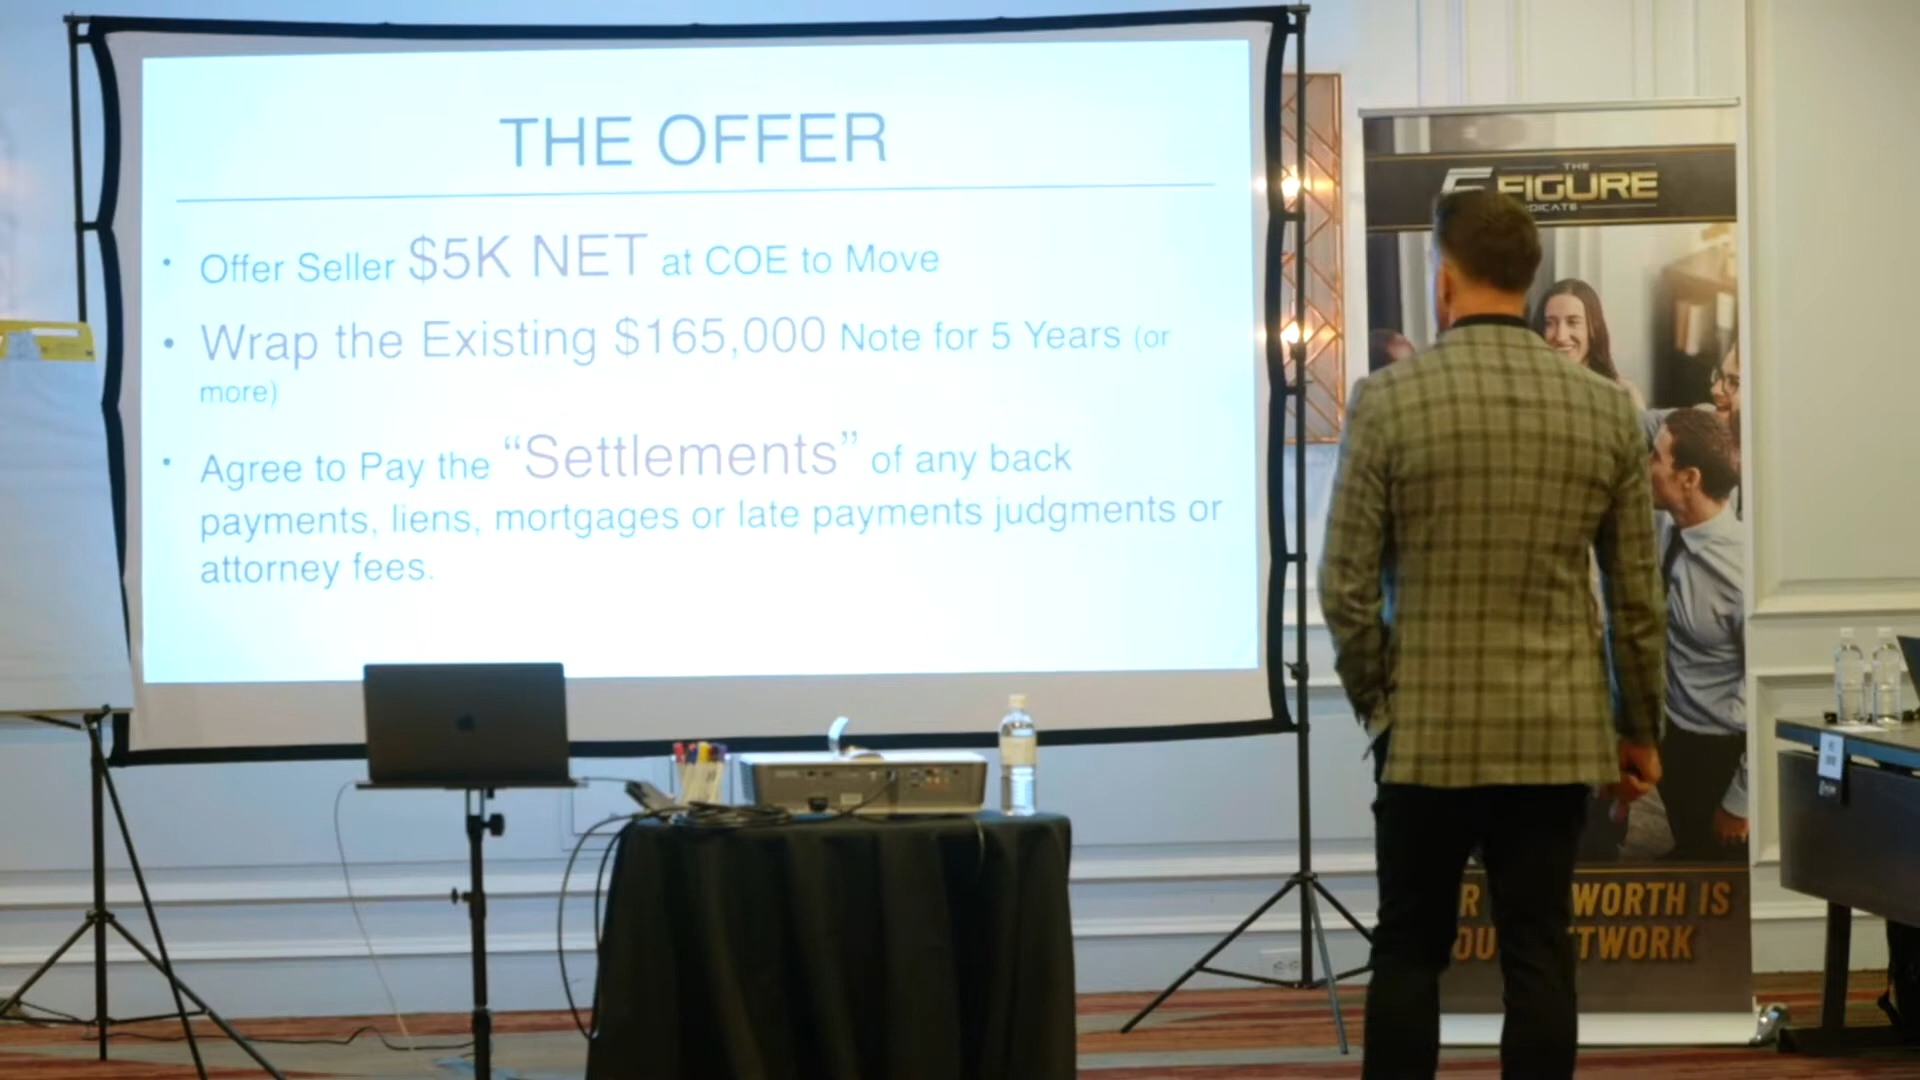 THE OFFER
• Offer Seller $5K NET at COE to Move
• Wrap the Existing $165,000 Note for 5 Years (or
more)
• Agree to Pay the “Settlements” of any back
payments, liens, mortgages or late payments judgments or
attorney fees.
THE
FIGURE
WORTH IS